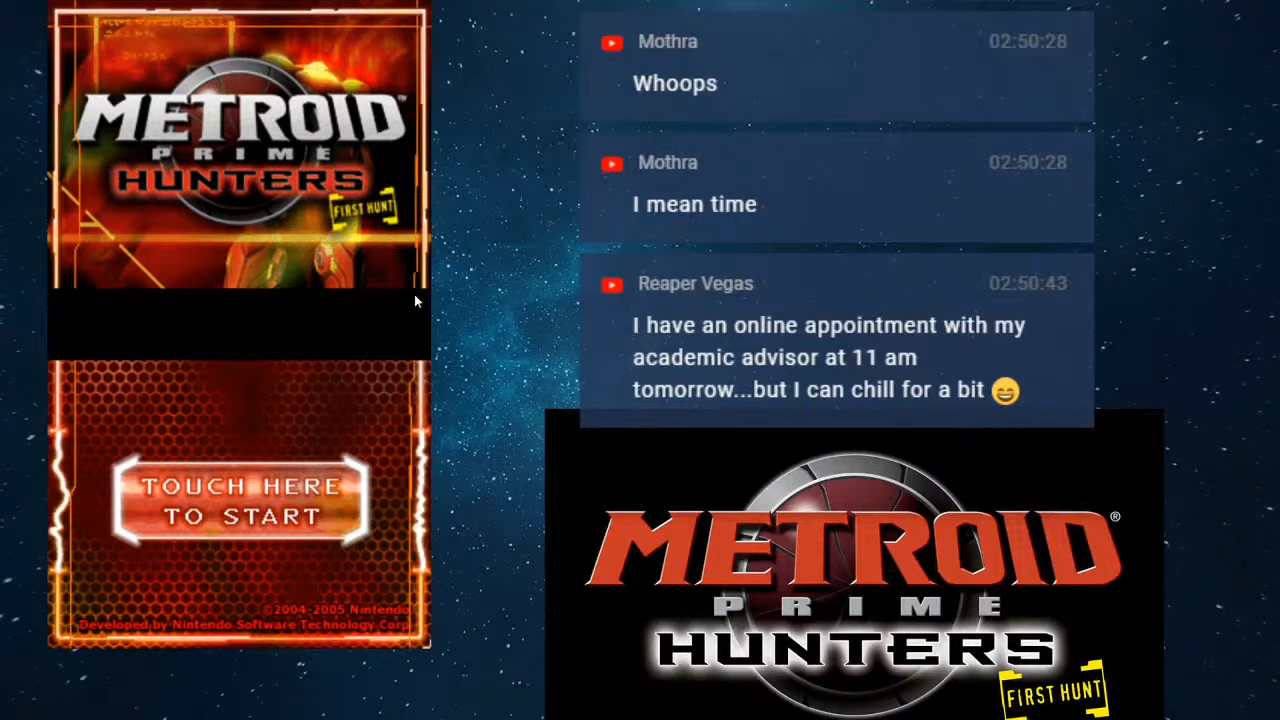 METROID™
PRIME
HUNTERS
FIRST HUNT
TOUCH HERE
TO START
©2004-2005 Nintendo
Developed by Nintendo Software Technology Corp.
Mothra 02:50:28
Whoops
Mothra 02:50:28
I mean time
Reaper Vegas 02:50:43
I have an online appointment with my
academic advisor at 11 am
tomorrow...but I can chill for a bit 😄
METROID®
PRIME
HUNTERS
FIRST HUNT